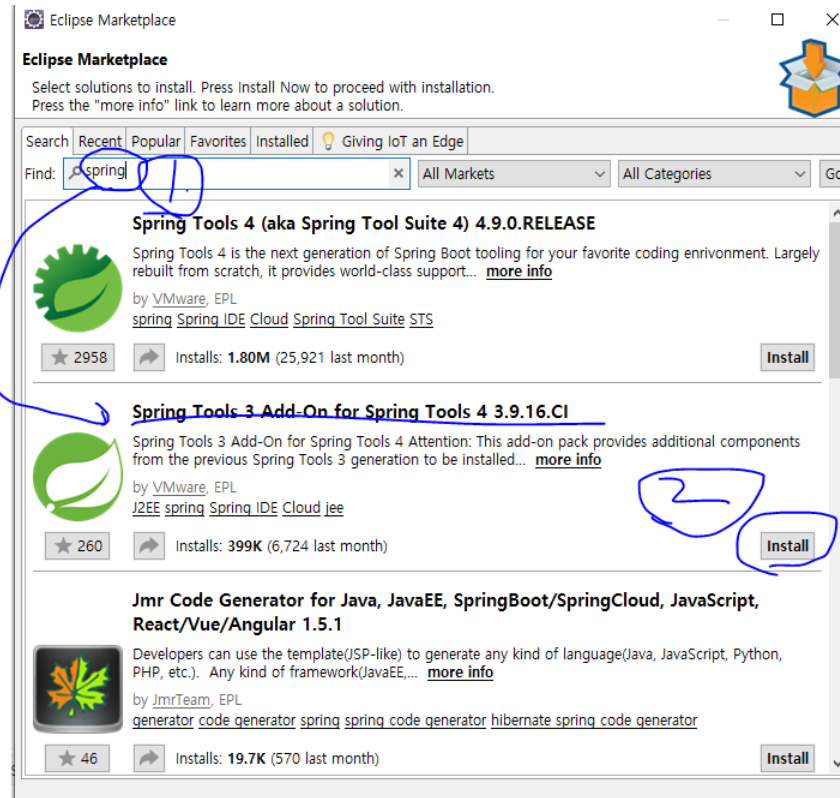 Eclipse Marketplace
Eclipse Marketplace
Select solutions to install. Press Install Now to proceed with installation.
Press the "more info" link to learn more about a solution.
Search Recent Popular Favorites Installed Giving IoT an Edge
Find: spring All Markets All Categories Go
1.
Spring Tools 4 (aka Spring Tool Suite 4) 4.9.0.RELEASE
Spring Tools 4 is the next generation of Spring Boot tooling for your favorite coding enrivonment. Largely
rebuilt from scratch, it provides world-class support... more info
by VMware, EPL
spring Spring IDE Cloud Spring Tool Suite STS
2958 Installs: 1.80M (25,921 last month) Install
Spring Tools 3 Add-On for Spring Tools 4 3.9.16.CI
Spring Tools 3 Add-On for Spring Tools 4 Attention: This add-on pack provides additional components
from the previous Spring Tools 3 generation to be installed... more info
by VMware, EPL
J2EE spring Spring IDE Cloud jee
2
260 Installs: 399K (6,724 last month) Install
Jmr Code Generator for Java, JavaEE, SpringBoot/SpringCloud, JavaScript,
React/Vue/Angular 1.5.1
Developers can use the template(JSP-like) to generate any kind of language(Java, JavaScript, Python,
PHP, etc.). Any kind of framework(JavaEE,... more info
by JmrTeam, EPL
generator code generator spring spring code generator hibernate spring code generator
46 Installs: 19.7K (570 last month) Install